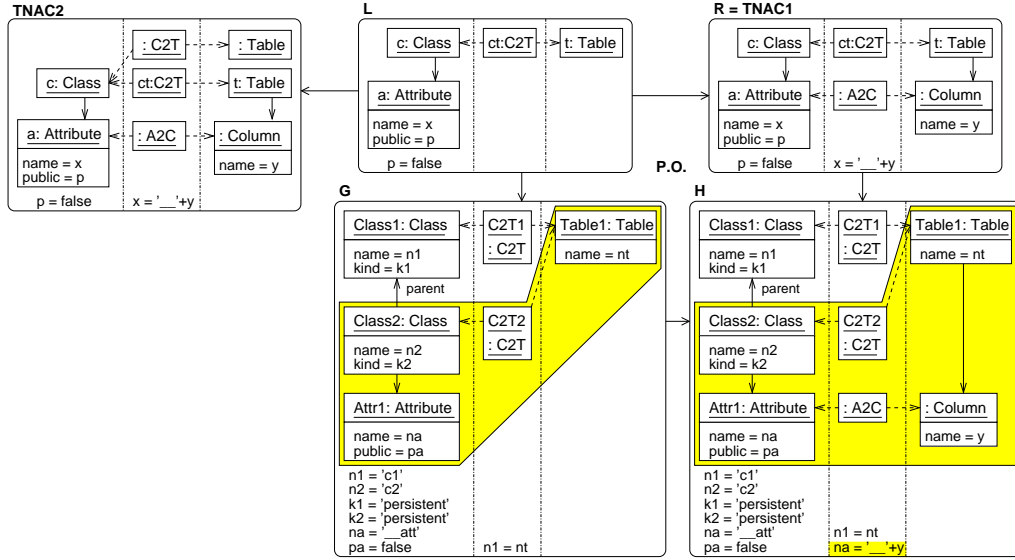 TNAC2
: C2T
: Table
c: Class
ct:C2T
t: Table
a: Attribute
: A2C
: Column
name = x
public = p
name = y
p = false
x = '__'+y
L
c: Class
ct:C2T
t: Table
a: Attribute
name = x
public = p
p = false
R = TNAC1
c: Class
ct:C2T
t: Table
a: Attribute
: A2C
: Column
name = x
public = p
name = y
p = false
x = '__'+y
P.O.
G
Class1: Class
C2T1
: C2T
Table1: Table
name = n1
kind = k1
name = nt
parent
Class2: Class
C2T2
: C2T
name = n2
kind = k2
Attr1: Attribute
name = na
public = pa
n1 = 'c1'
n2 = 'c2'
k1 = 'persistent'
k2 = 'persistent'
na = '__att'
pa = false
n1 = nt
H
Class1: Class
C2T1
: C2T
Table1: Table
name = n1
kind = k1
name = nt
parent
Class2: Class
C2T2
: C2T
name = n2
kind = k2
Attr1: Attribute
: A2C
: Column
name = na
public = pa
name = y
n1 = 'c1'
n2 = 'c2'
k1 = 'persistent'
k2 = 'persistent'
na = '__att'
pa = false
n1 = nt
na = '__'+y